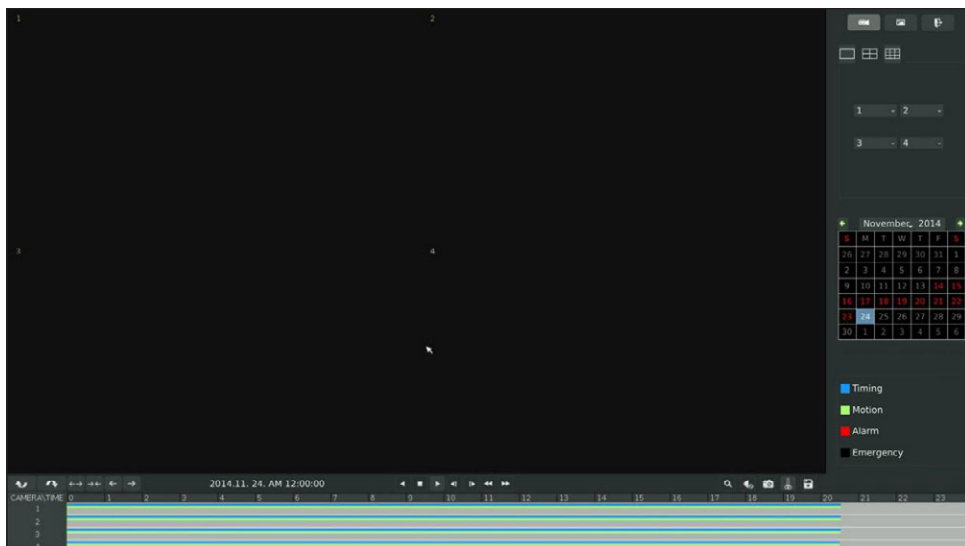 1
2
3
4
1 2
3 4
November, 2014
S M T W T F S
26 27 28 29 30 31 1
2 3 4 5 6 7 8
9 10 11 12 13 14 15
16 17 18 19 20 21 22
23 24 25 26 27 28 29
30 1 2 3 4 5 6
Timing
Motion
Alarm
Emergency
2014.11. 24. AM 12:00:00
CAMERA\TIME 0 1 2 3 4 5 6 7 8 9 10 11 12 13 14 15 16 17 18 19 20 21 22 23
1
2
3
4